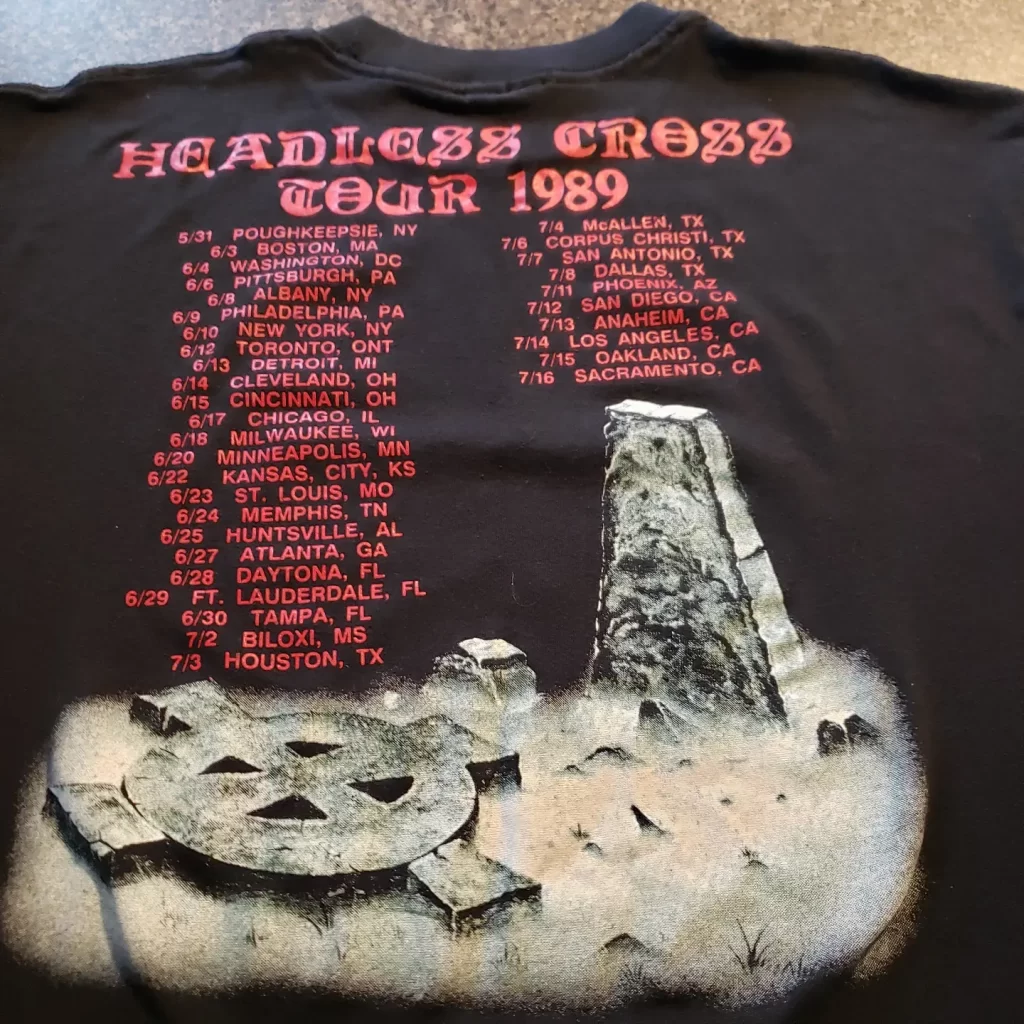 HEADLESS CROSS
TOUR 1989
5/31 POUGHKEEPSIE, NY
6/3 BOSTON, MA
6/4 WASHINGTON, DC
6/6 PITTSBURGH, PA
6/8 ALBANY, NY
6/9 PHILADELPHIA, PA
6/10 NEW YORK, NY
6/12 TORONTO, ONT
6/13 DETROIT, MI
6/14 CLEVELAND, OH
6/15 CINCINNATI, OH
6/17 CHICAGO, IL
6/18 MILWAUKEE, WI
6/20 MINNEAPOLIS, MN
6/22 KANSAS, CITY, KS
6/23 ST. LOUIS, MO
6/24 MEMPHIS, TN
6/25 HUNTSVILLE, AL
6/27 ATLANTA, GA
6/28 DAYTONA, FL
6/29 FT. LAUDERDALE, FL
6/30 TAMPA, FL
7/2 BILOXI, MS
7/3 HOUSTON, TX
7/4 McALLEN, TX
7/6 CORPUS CHRISTI, TX
7/7 SAN ANTONIO, TX
7/8 DALLAS, TX
7/11 PHOENIX, AZ
7/12 SAN DIEGO, CA
7/13 ANAHEIM, CA
7/14 LOS ANGELES, CA
7/15 OAKLAND, CA
7/16 SACRAMENTO, CA